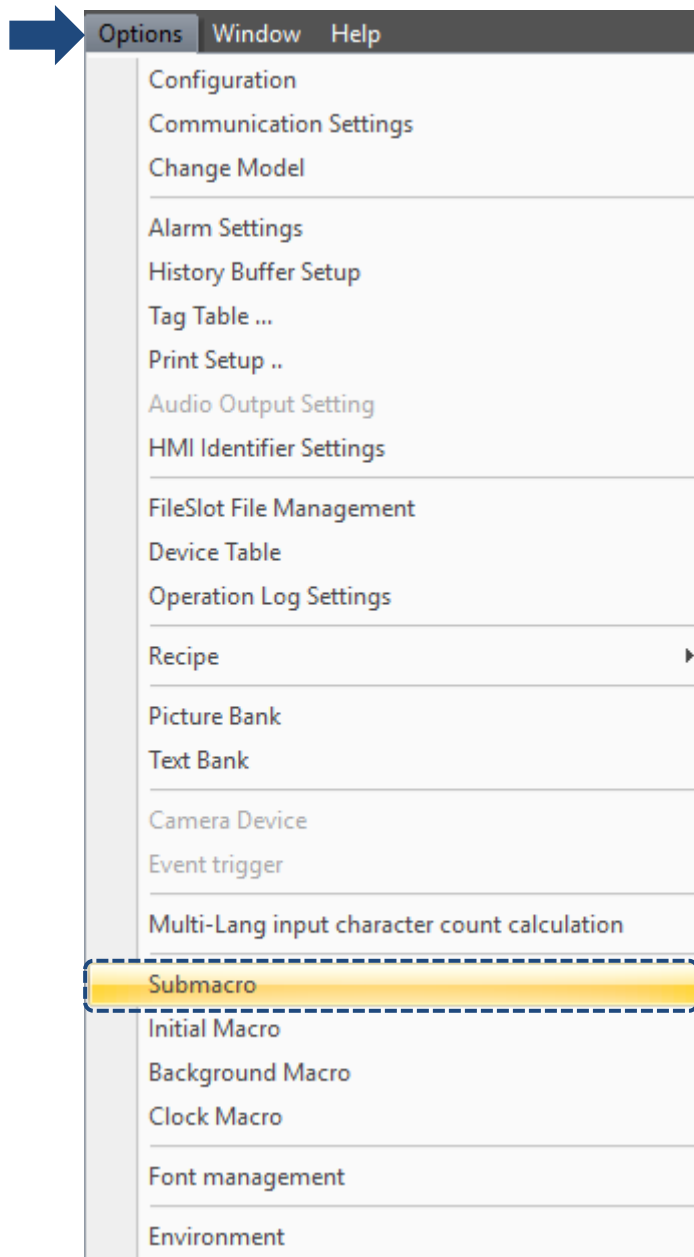 Options Window Help
Configuration
Communication Settings
Change Model
Alarm Settings
History Buffer Setup
Tag Table ...
Print Setup ..
Audio Output Setting
HMI Identifier Settings
FileSlot File Management
Device Table
Operation Log Settings
Recipe
Picture Bank
Text Bank
Camera Device
Event trigger
Multi-Lang input character count calculation
Submacro
Initial Macro
Background Macro
Clock Macro
Font management
Environment